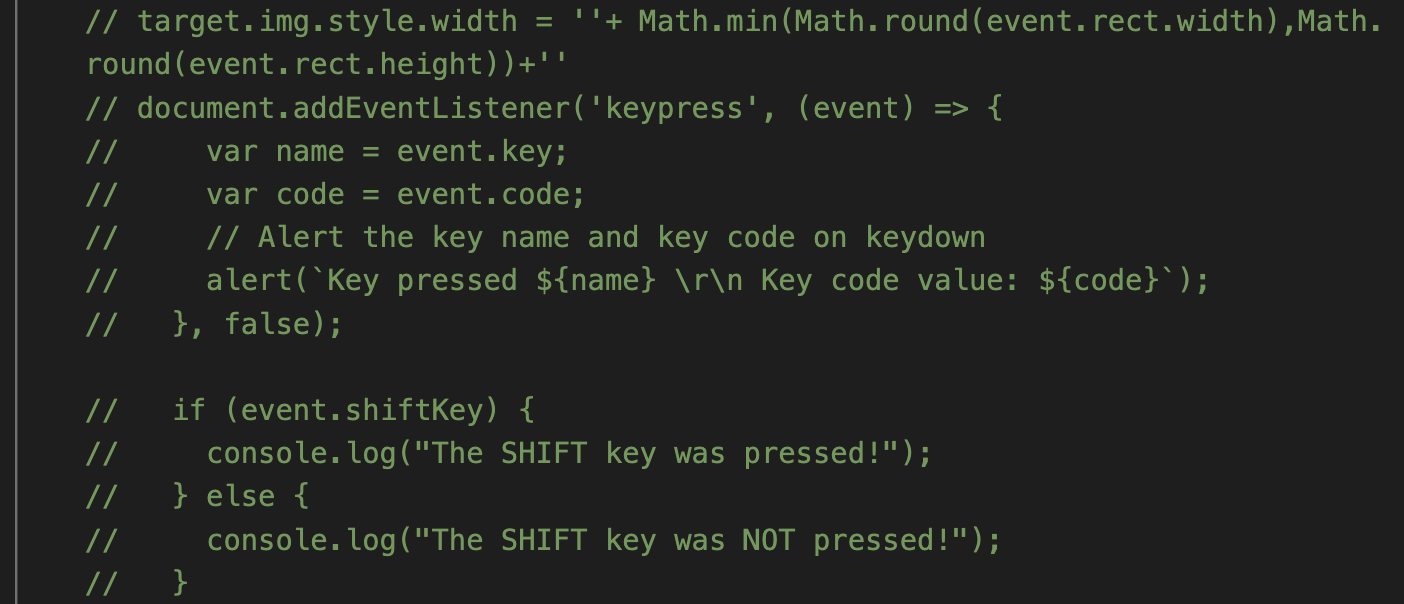 // target.img.style.width = ''+ Math.min(Math.round(event.rect.width),Math.
round(event.rect.height))+''
// document.addEventListener('keypress', (event) => {
//     var name = event.key;
//     var code = event.code;
//     // Alert the key name and key code on keydown
//     alert(`Key pressed ${name} \r\n Key code value: ${code}`);
//   }, false);
//   if (event.shiftKey) {
//     console.log("The SHIFT key was pressed!");
//   } else {
//     console.log("The SHIFT key was NOT pressed!");
//   }